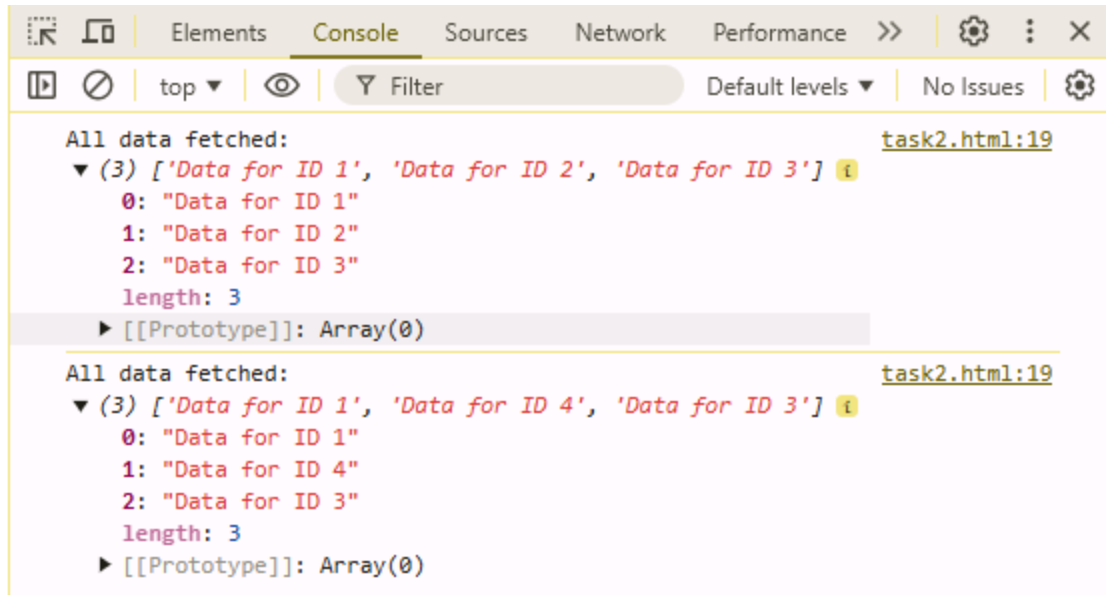 Elements Console Sources Network Performance
top Filter Default levels No Issues
All data fetched: task2.html:19
(3) ['Data for ID 1', 'Data for ID 2', 'Data for ID 3'] i
0: "Data for ID 1"
1: "Data for ID 2"
2: "Data for ID 3"
length: 3
[[Prototype]]: Array(0)
All data fetched: task2.html:19
(3) ['Data for ID 1', 'Data for ID 4', 'Data for ID 3'] i
0: "Data for ID 1"
1: "Data for ID 4"
2: "Data for ID 3"
length: 3
[[Prototype]]: Array(0)